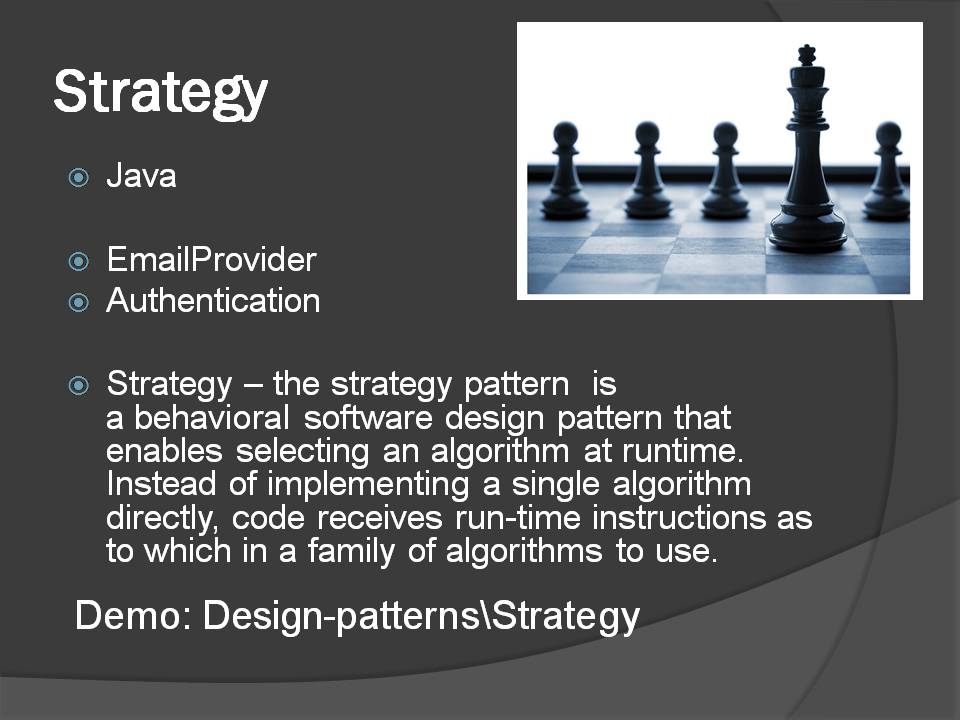 Strategy
Java
EmailProvider
Authentication
Strategy – the strategy pattern  is
a behavioral software design pattern that
enables selecting an algorithm at runtime.
Instead of implementing a single algorithm
directly, code receives run-time instructions as
to which in a family of algorithms to use.
Demo: Design-patterns\Strategy